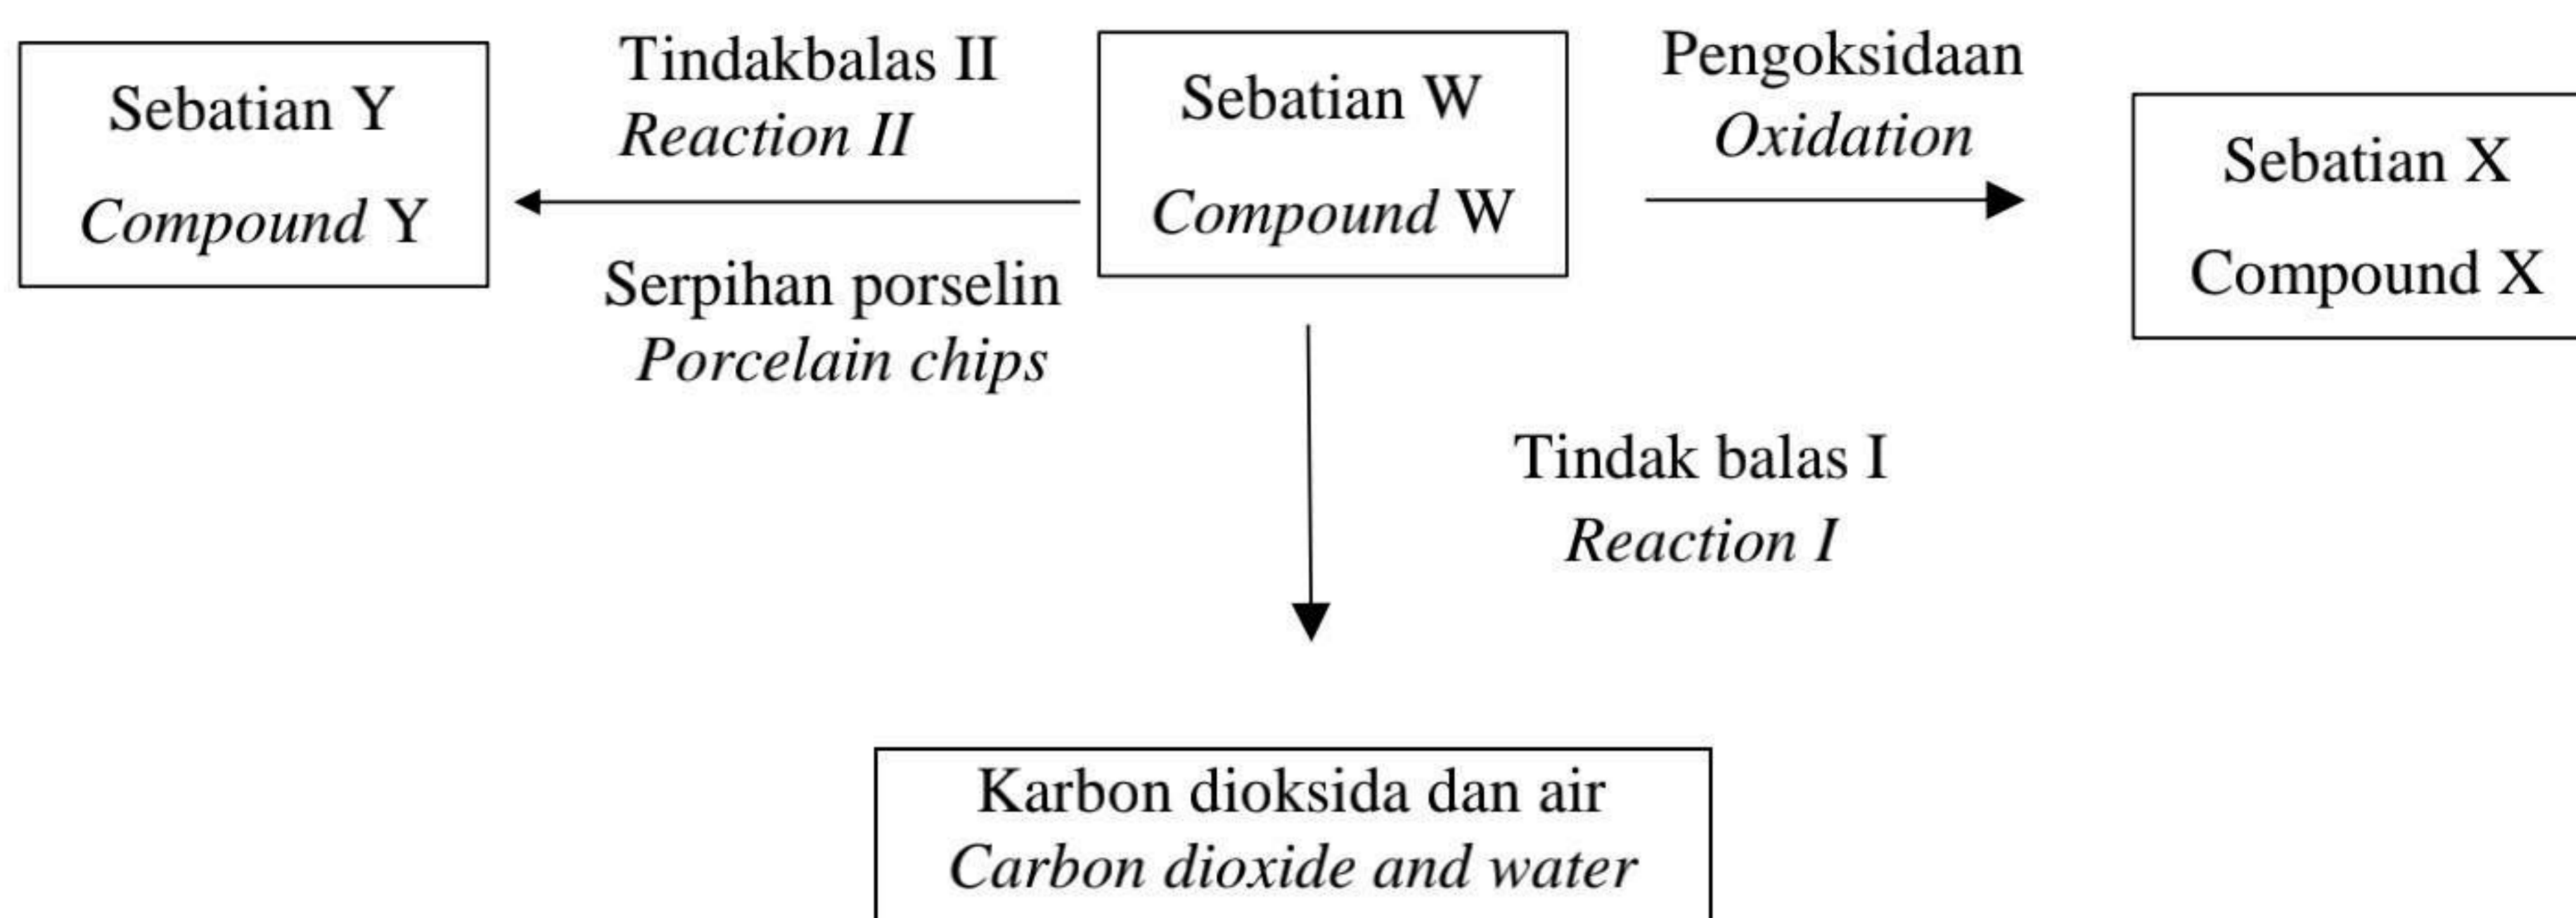 Sebatian Y
Compound Y
Tindakbalas II
Reaction II
Serpihan porselin
Porcelain chips
Sebatian W
Compound W
Pengoksidaan
Oxidation
Sebatian X
Compound X
Tindak balas I
Reaction I
Karbon dioksida dan air
Carbon dioxide and water